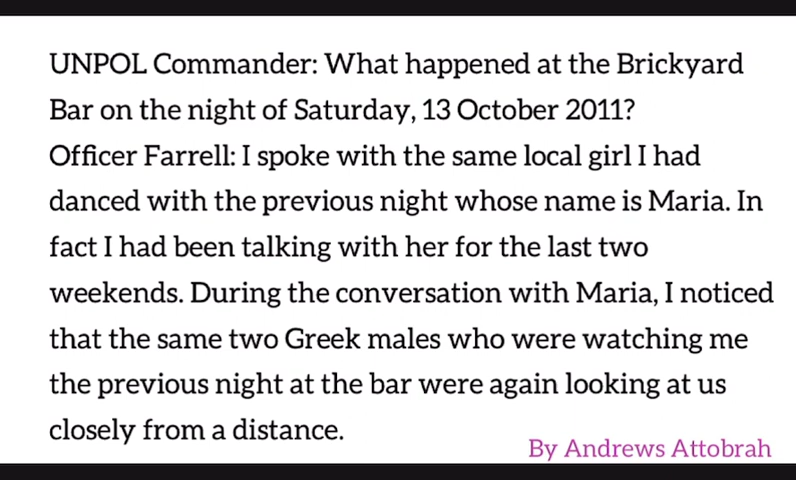 UNPOL Commander: What happened at the Brickyard
Bar on the night of Saturday, 13 October 2011?
Officer Farrell: I spoke with the same local girl I had
danced with the previous night whose name is Maria. In
fact I had been talking with her for the last two
weekends. During the conversation with Maria, I noticed
that the same two Greek males who were watching me
the previous night at the bar were again looking at us
closely from a distance.
By Andrews Attobrah